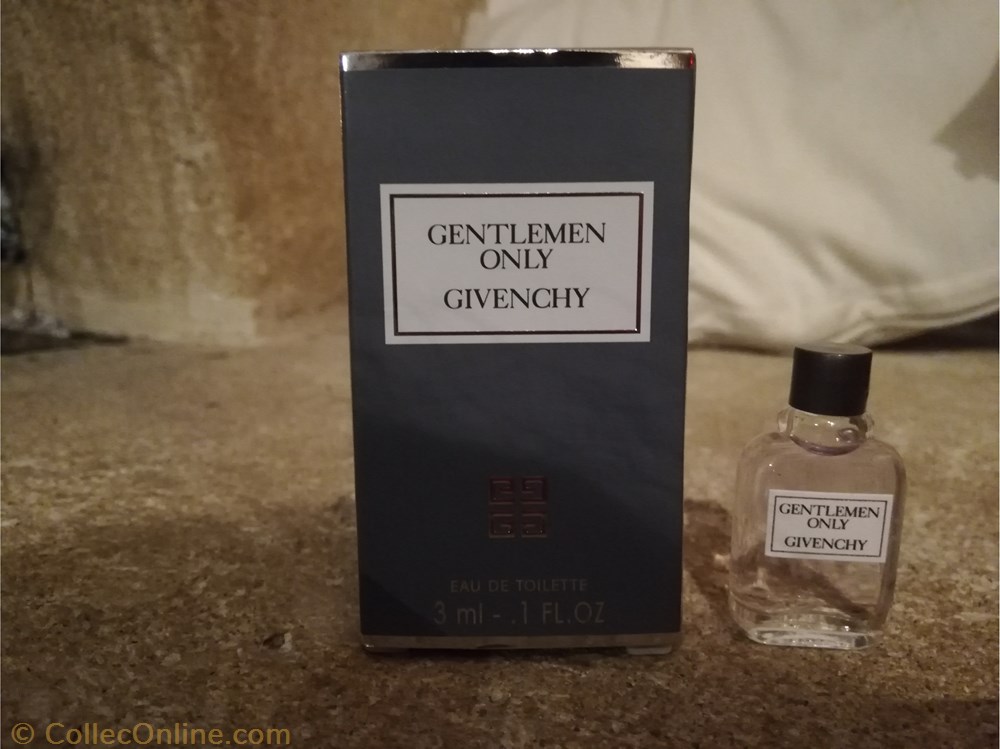 GENTLEMEN
ONLY
GIVENCHY
EAU DE TOILETTE
3 ml - .1 FL.OZ
GENTLEMEN
ONLY
GIVENCHY
© CollecOnline.com